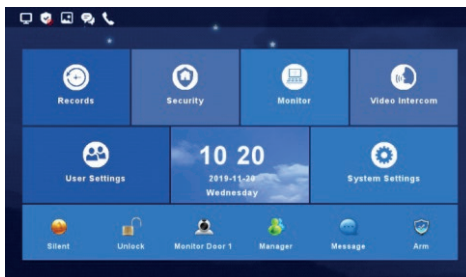 Records
Security
Monitor
Video Intercom
User Settings
10 20
2019-11-20
Wednesday
System Settings
Silent
Unlock
Monitor Door 1
Manager
Message
Arm